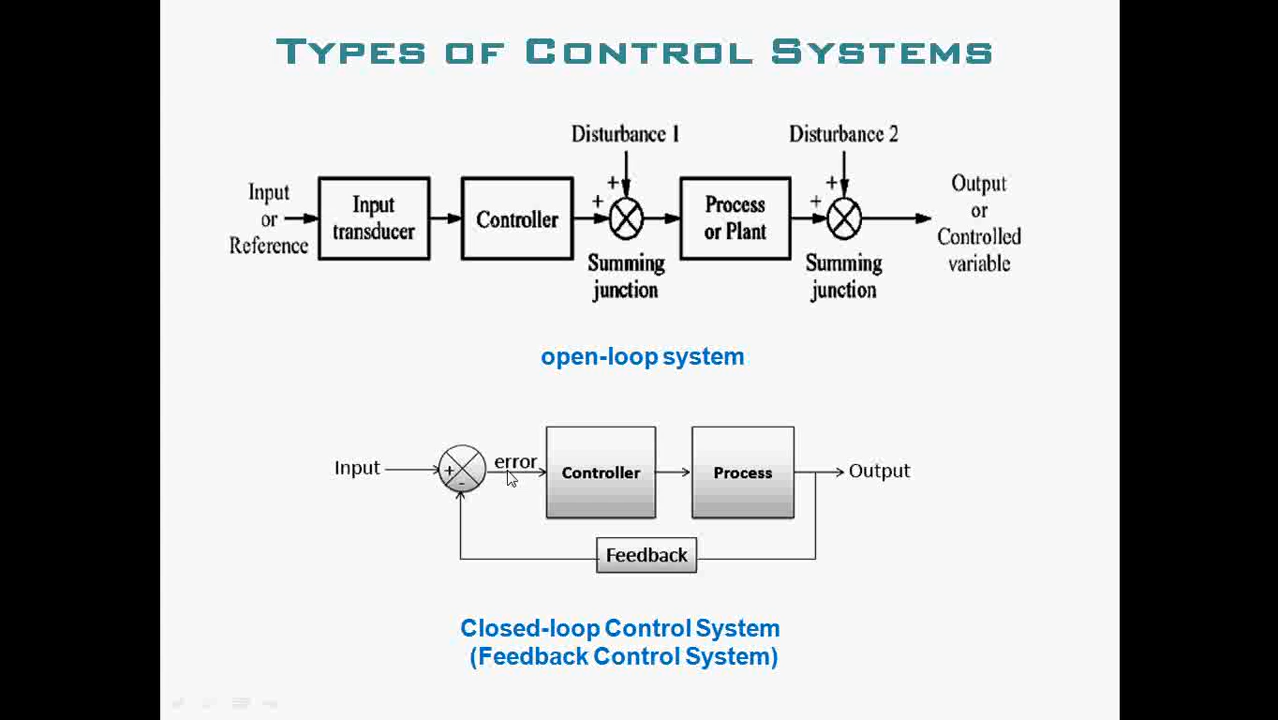 TYPES OF CONTROL SYSTEMS
Disturbance 1
Disturbance 2
Input
or
Reference
Input
transducer
Controller
+
+
Summing
junction
Process
or Plant
+
+
Summing
junction
Output
or
Controlled
variable
open-loop system
Input
+
-
error
Controller
Process
Output
Feedback
Closed-loop Control System
(Feedback Control System)